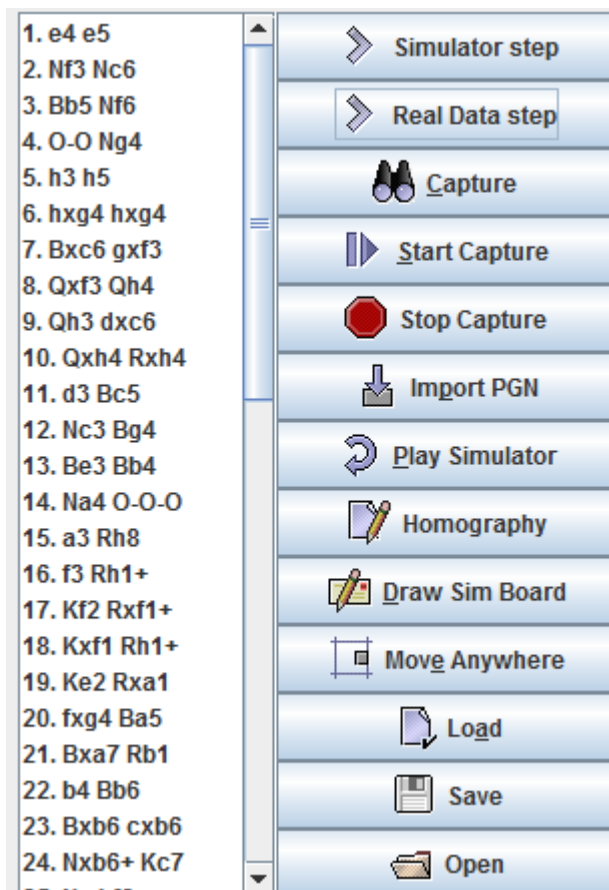 1. e4 e5
2. Nf3 Nc6
3. Bb5 Nf6
4. O-O Ng4
5. h3 h5
6. hxg4 hxg4
7. Bxc6 gxf3
8. Qxf3 Qh4
9. Qh3 dxc6
10. Qxh4 Rxh4
11. d3 Bc5
12. Nc3 Bg4
13. Be3 Bb4
14. Na4 O-O-O
15. a3 Rh8
16. f3 Rh1+
17. Kf2 Rxf1+
18. Kxf1 Rh1+
19. Ke2 Rxa1
20. fxg4 Ba5
21. Bxa7 Rb1
22. b4 Bb6
23. Bxb6 cxb6
24. Nxb6+ Kc7
Simulator step
Real Data step
Capture
Start Capture
Stop Capture
Import PGN
Play Simulator
Homography
Draw Sim Board
Move Anywhere
Load
Save
Open